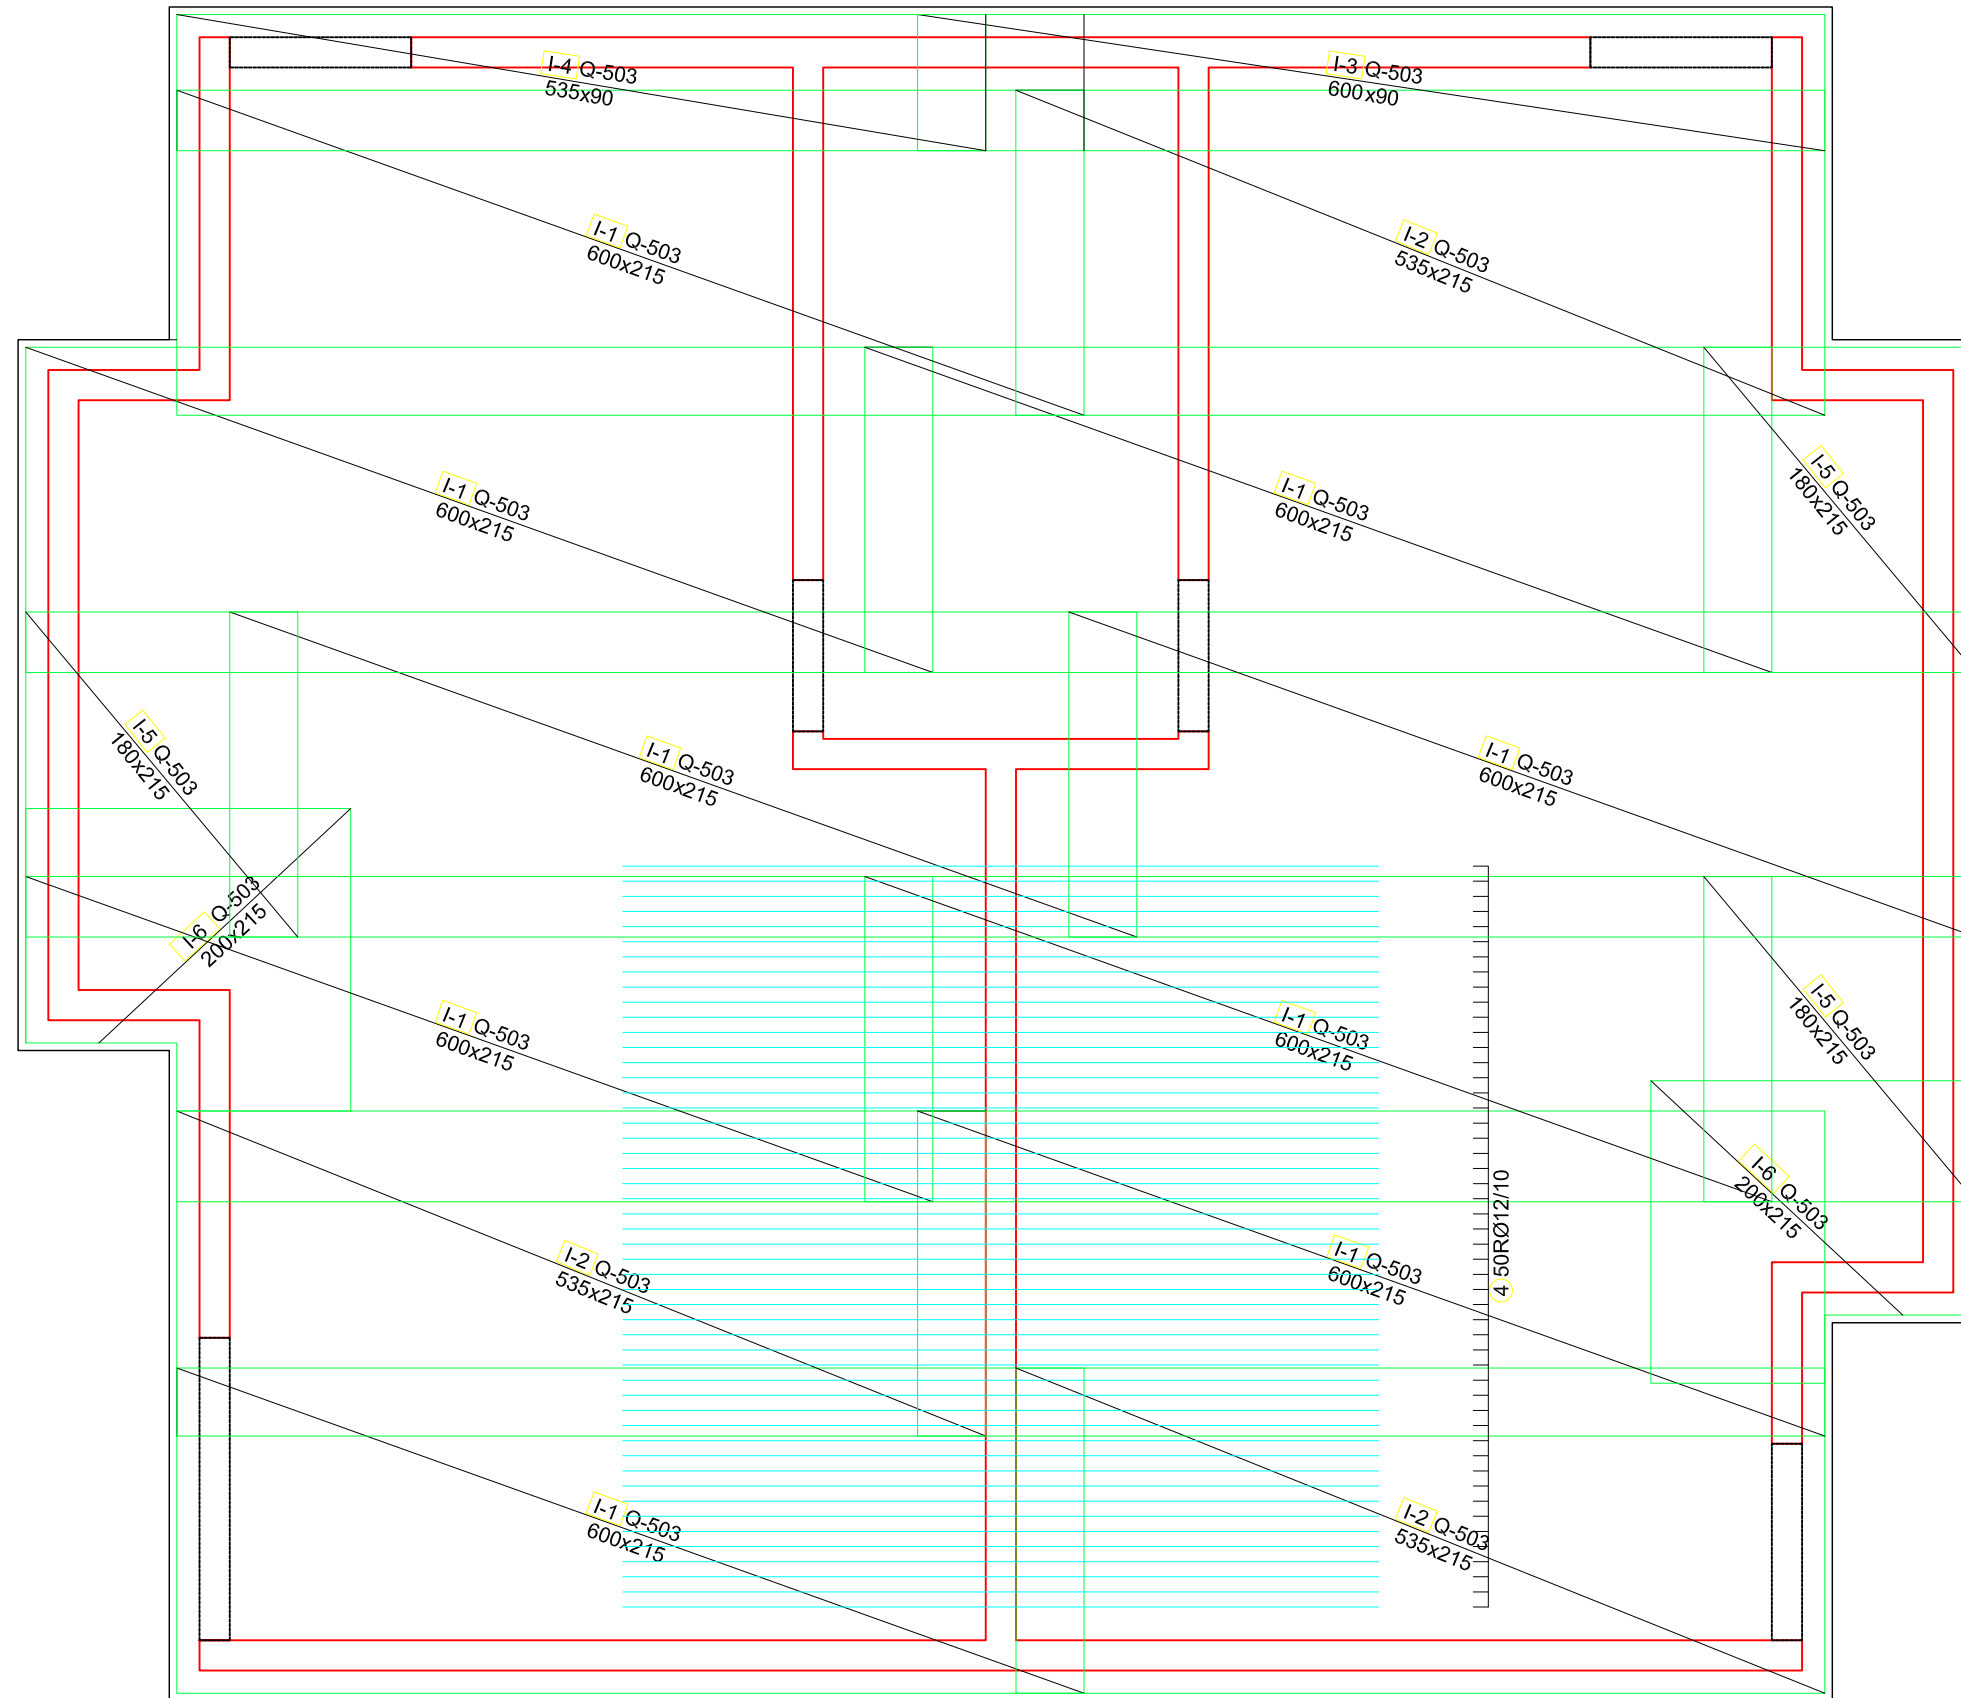 I-4 Q-503
535x90
I-3 Q-503
600x90
I-1 Q-503
600x215
I-2 Q-503
535x215
I-1 Q-503
600x215
I-1 Q-503
600x215
I-5 Q-503
180x215
I-5 Q-503
180x215
I-1 Q-503
600x215
I-1 Q-503
600x215
I-6 Q-503
200x215
I-1 Q-503
600x215
I-1 Q-503
600x215
I-5 Q-503
180x215
I-6 Q-503
200x215
4 50RØ12/10
I-2 Q-503
535x215
I-1 Q-503
600x215
I-1 Q-503
600x215
I-2 Q-503
535x215